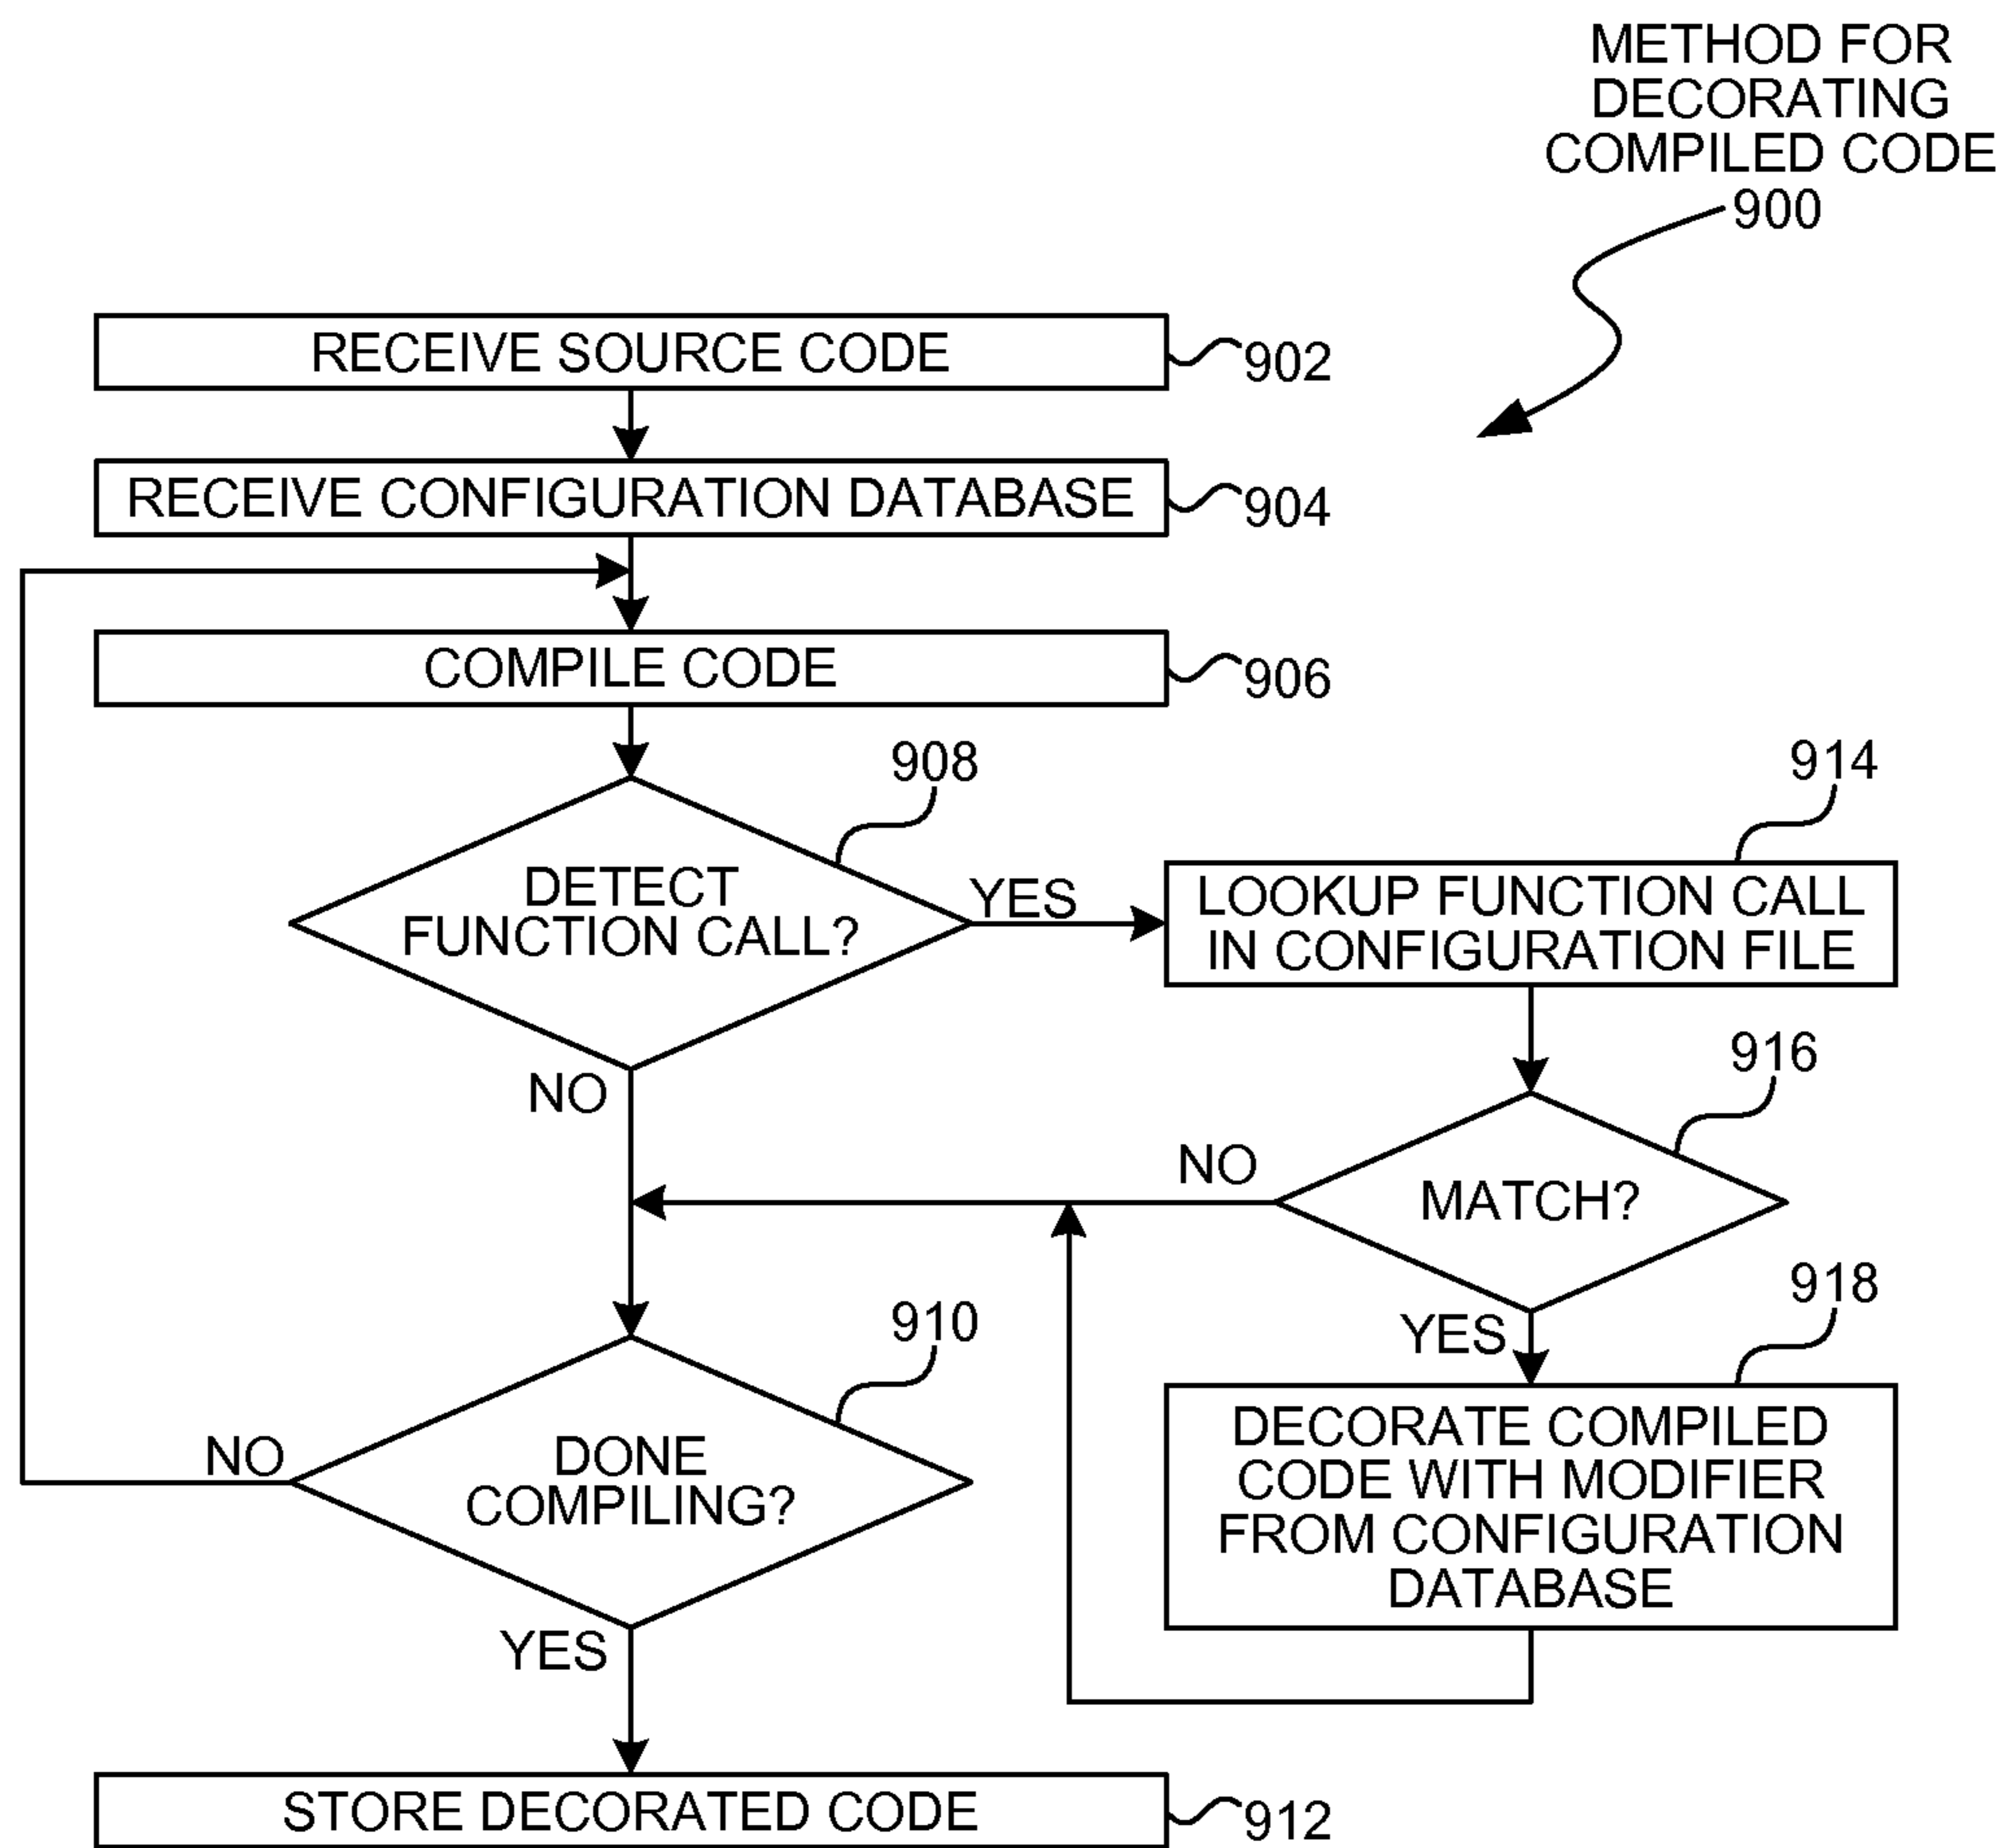 METHOD FOR
DECORATING
COMPILED CODE
900
RECEIVE SOURCE CODE
902
RECEIVE CONFIGURATION DATABASE
904
COMPILE CODE
906
908
DETECT
FUNCTION CALL?
YES
NO
914
LOOKUP FUNCTION CALL
IN CONFIGURATION FILE
916
MATCH?
NO
YES
918
DECORATE COMPILED
CODE WITH MODIFIER
FROM CONFIGURATION
DATABASE
910
DONE
COMPILING?
NO
YES
STORE DECORATED CODE
912